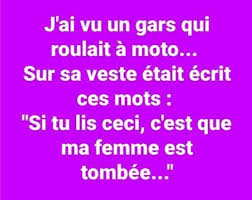 J'ai vu un gars qui
roulait à moto...
Sur sa veste était écrit
ces mots :
"Si tu lis ceci, c'est que
ma femme est
tombée..."